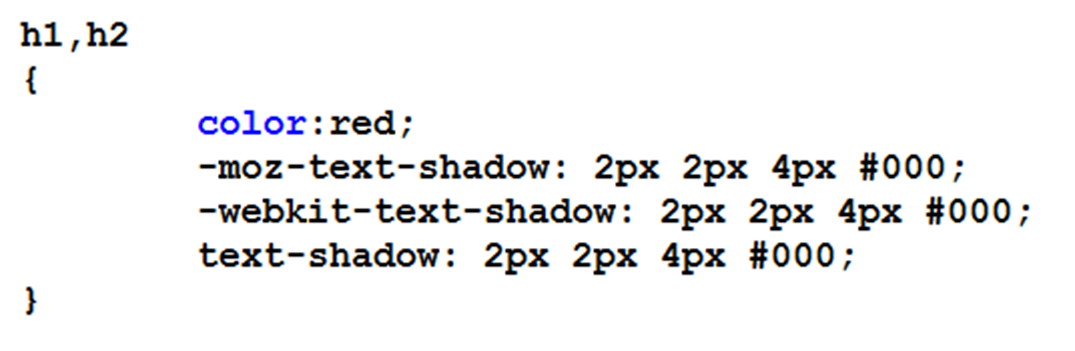 h1,h2
{
color:red;
-moz-text-shadow: 2px 2px 4px #000;
-webkit-text-shadow: 2px 2px 4px #000;
text-shadow: 2px 2px 4px #000;
}